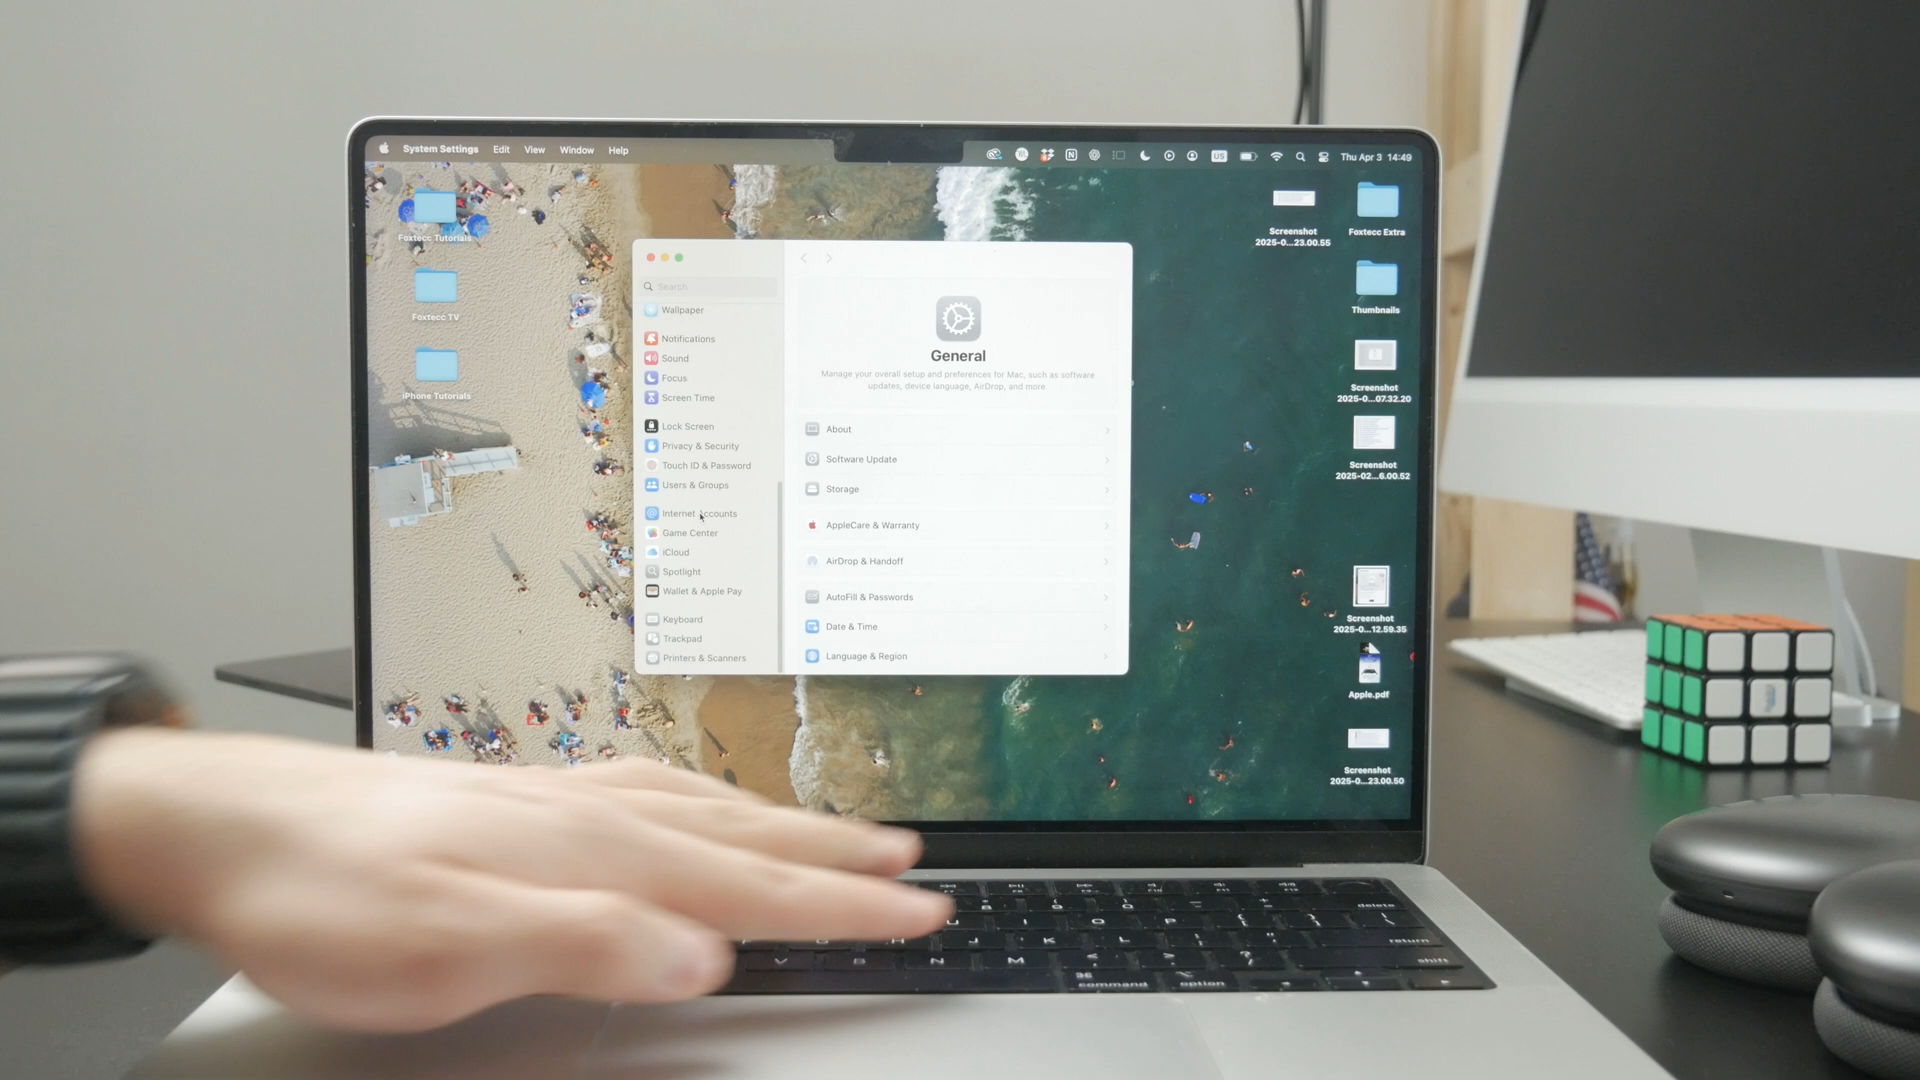 System Settings Edit View Window Help
US Thu Apr 3 14:49
Foxtecc Tutorials
Foxtecc TV
iPhone Tutorials
Search
Wallpaper
Notifications
Sound
Focus
Screen Time
Lock Screen
Privacy & Security
Touch ID & Password
Users & Groups
Internet Accounts
Game Center
iCloud
Spotlight
Wallet & Apple Pay
Keyboard
Trackpad
Printers & Scanners
General
Manage your overall setup and preferences for Mac, such as software
updates, device language, AirDrop, and more.
About
Software Update
Storage
AppleCare & Warranty
AirDrop & Handoff
AutoFill & Passwords
Date & Time
Language & Region
Screenshot
2025-0...23.00.55
Foxtecc Extra
Thumbnails
Screenshot
2025-0...07.32.20
Screenshot
2025-02...6.00.52
Screenshot
2025-0...12.59.35
Apple.pdf
Screenshot
2025-0...23.00.50
delete
U I O P
return
H J K L
shift
V B N M
command option